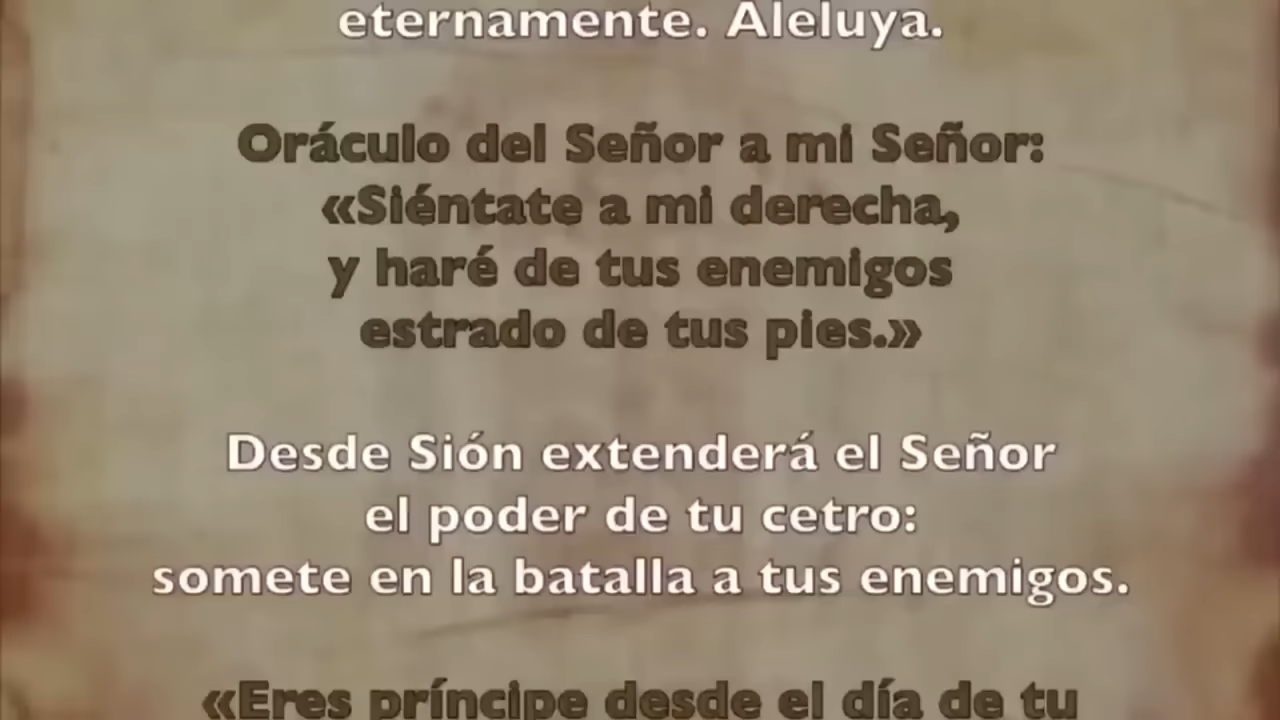 eternamente. Aleluya.
Oráculo del Señor a mi Señor:
«Siéntate a mi derecha,
y haré de tus enemigos
estrado de tus pies.»
Desde Sión extenderá el Señor
el poder de tu cetro:
somete en la batalla a tus enemigos.
«Eres príncipe desde el día de tu